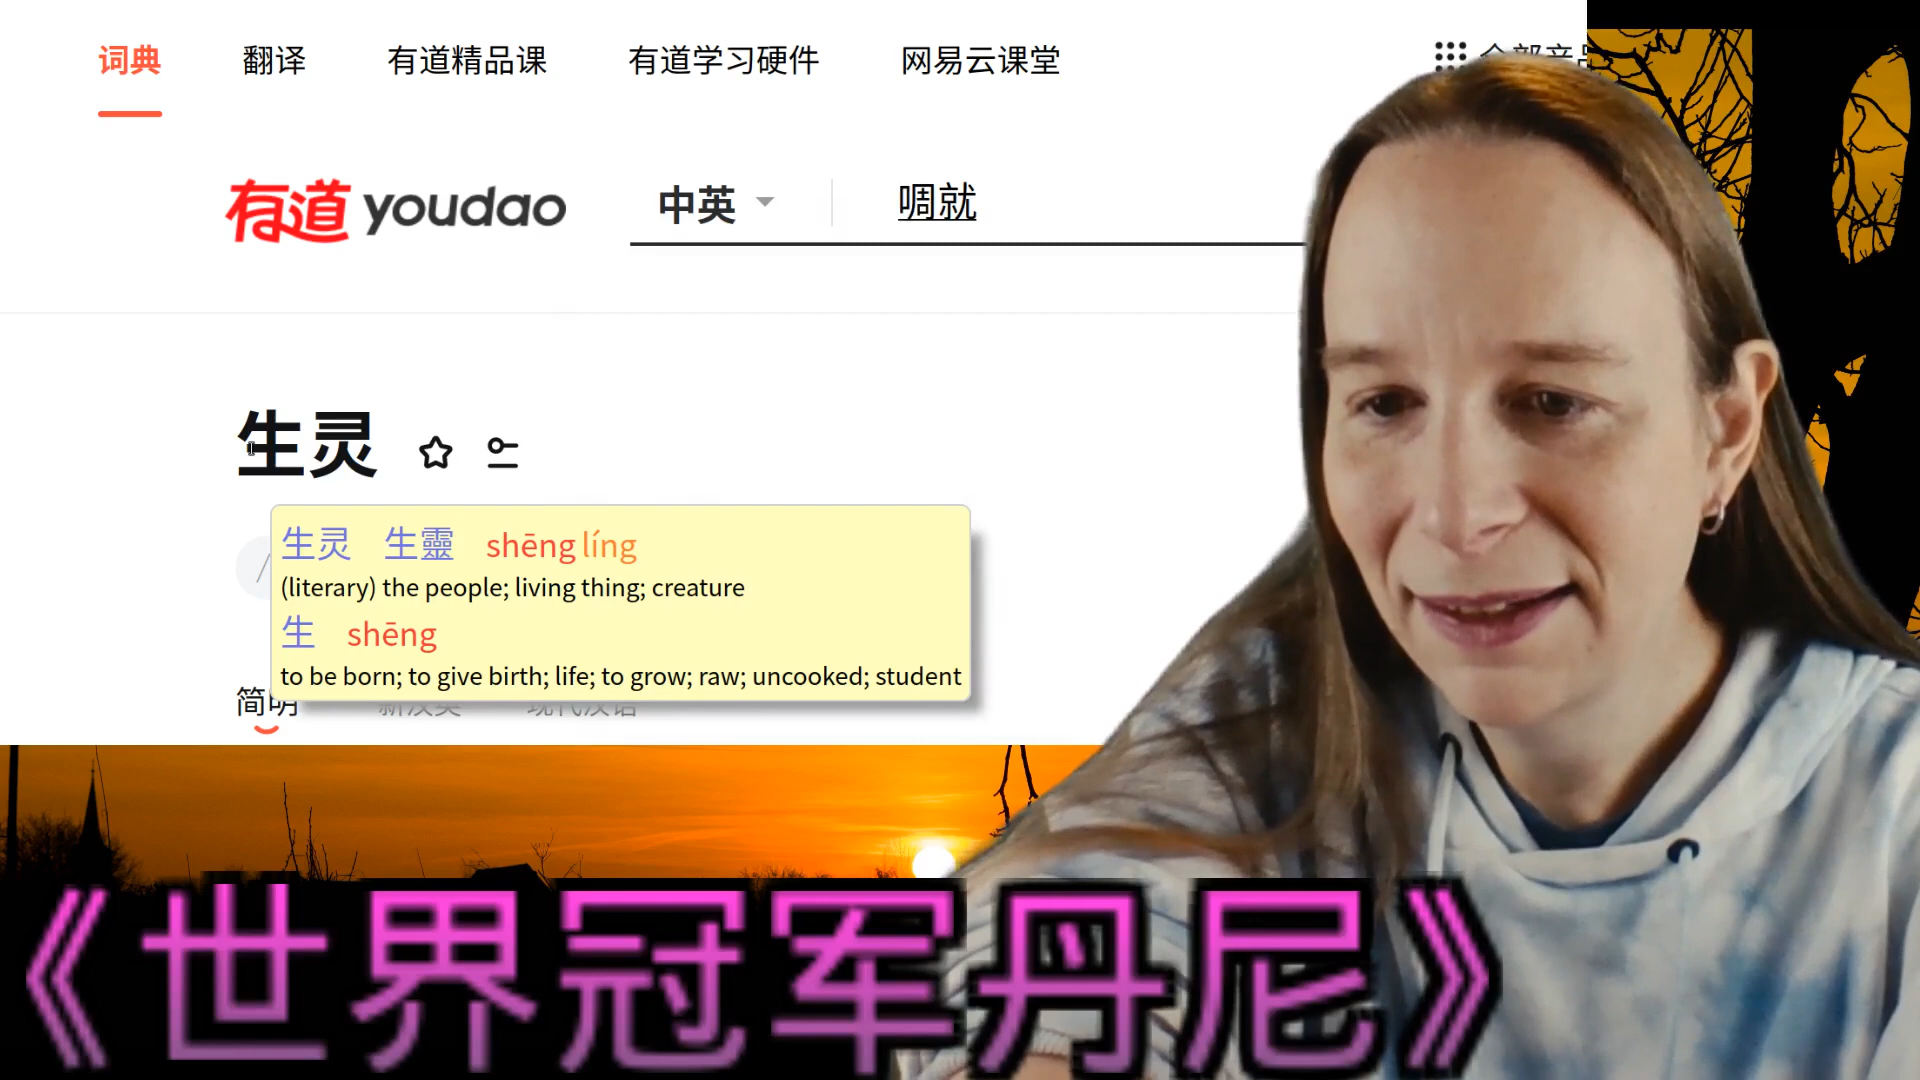 词典 翻译 有道精品课 有道学习硬件 网易云课堂
有道 youdao 中英 啁就
生灵
生灵 生靈 shēng líng
(literary) the people; living thing; creature
生 shēng
to be born; to give birth; life; to grow; raw; uncooked; student
简明
《世界冠军丹尼》